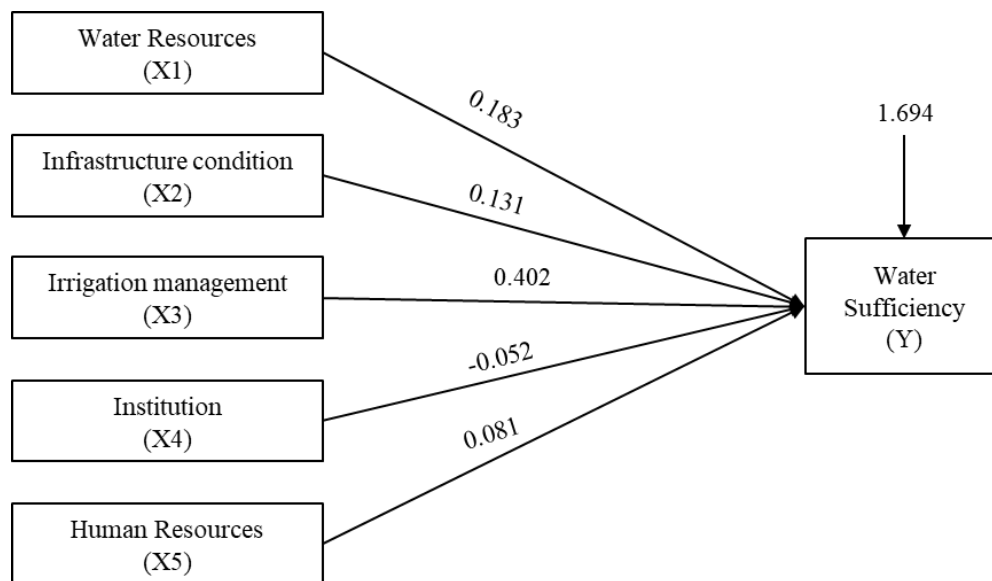 Water Resources
(X1)
0.183
1.694
Infrastructure condition
(X2)
0.131
Irrigation management
(X3)
0.402
Water
Sufficiency
(Y)
Institution
(X4)
-0.052
Human Resources
(X5)
0.081